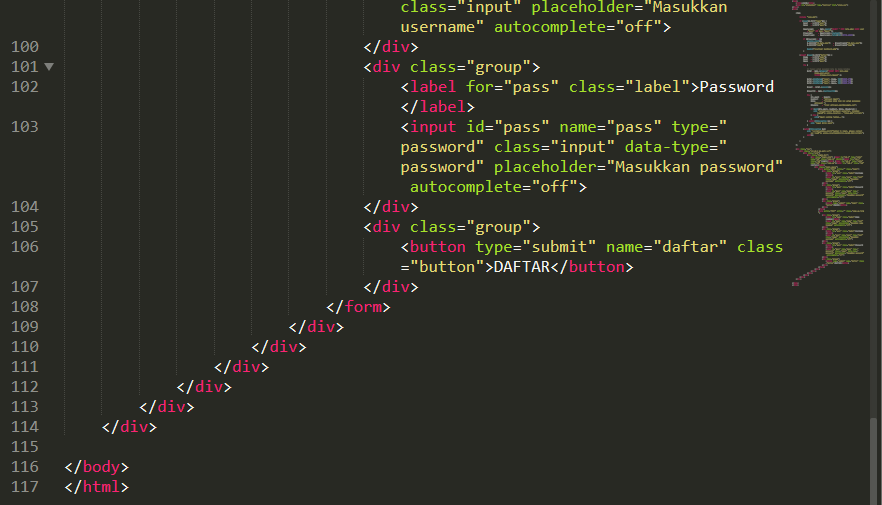 class="input" placeholder="Masukkan
username" autocomplete="off">
100 </div>
101 <div class="group">
102 <label for="pass" class="label">Password
</label>
103 <input id="pass" name="pass" type="
password" class="input" data-type="
password" placeholder="Masukkan password"
autocomplete="off">
104 </div>
105 <div class="group">
106 <button type="submit" name="daftar" class
="button">DAFTAR</button>
107 </div>
108 </form>
109 </div>
110 </div>
111 </div>
112 </div>
113 </div>
114 </div>
115
116 </body>
117 </html>